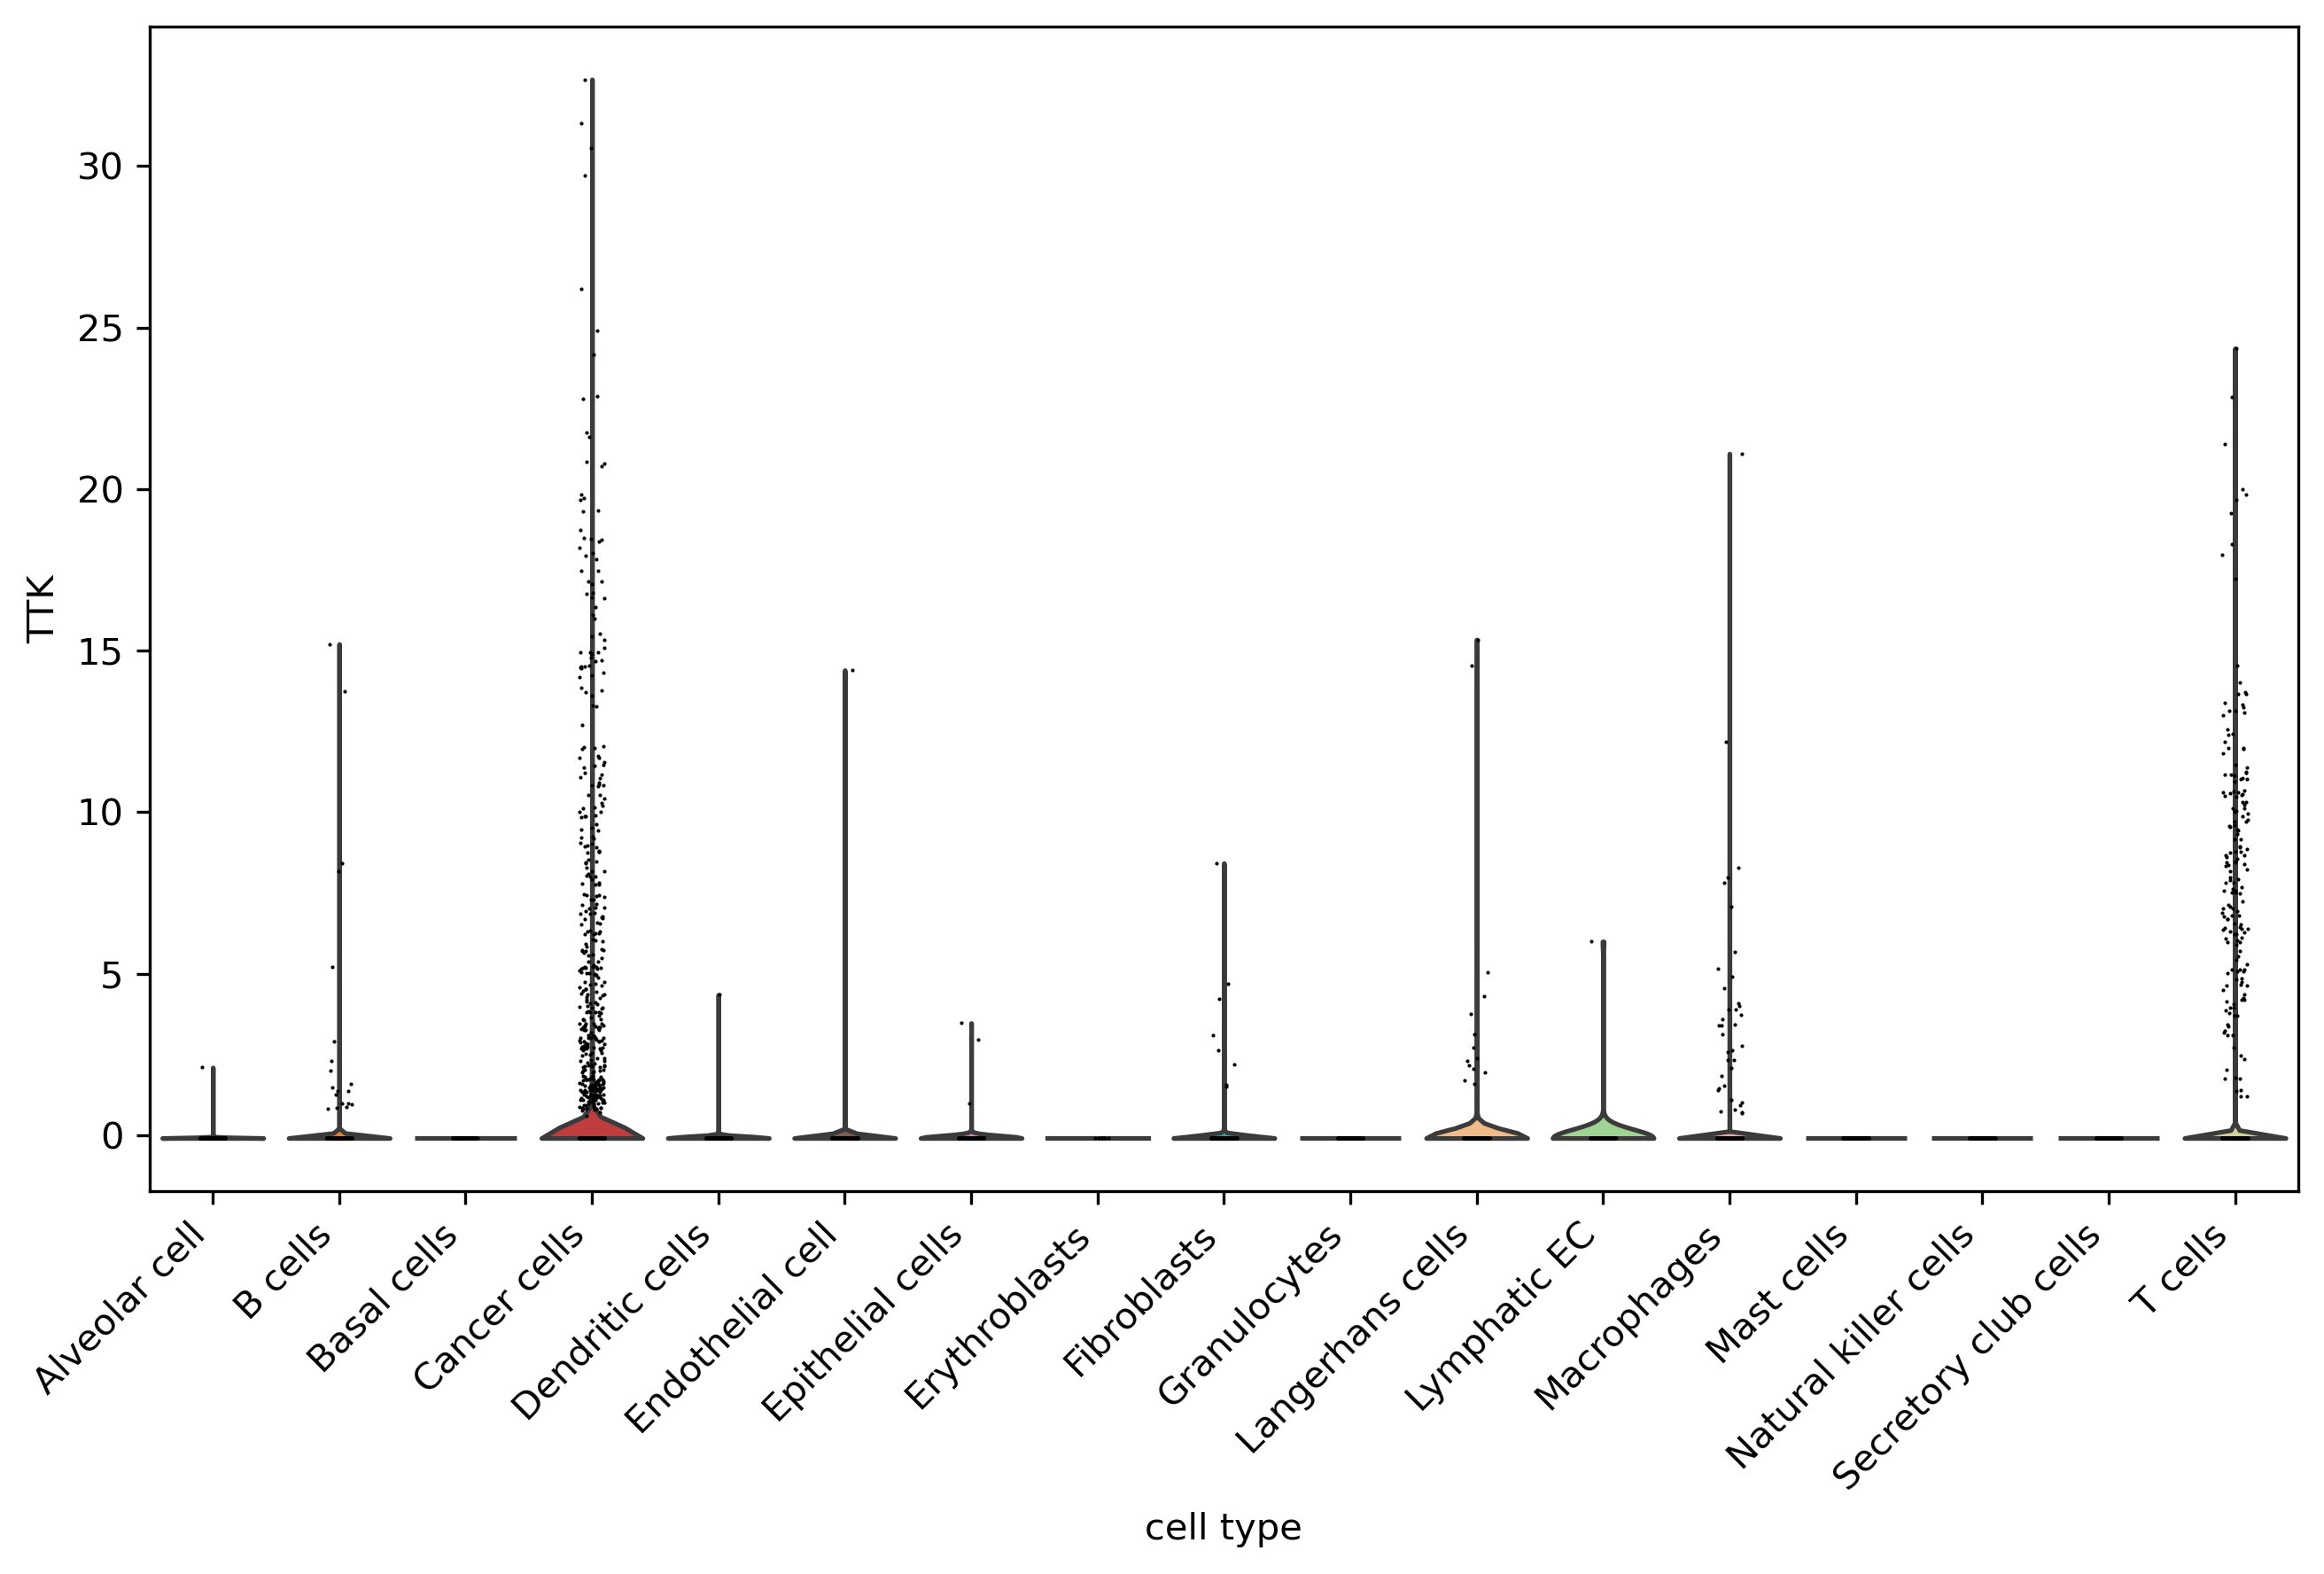 TTK
30
25
20
15
10
5
0
Alveolar cell
B cells
Basal cells
Cancer cells
Dendritic cells
Endothelial cell
Epithelial cells
Erythroblasts
Fibroblasts
Granulocytes
Langerhans cells
Lymphatic EC
Macrophages
Mast cells
Natural killer cells
Secretory club cells
T cells
cell type